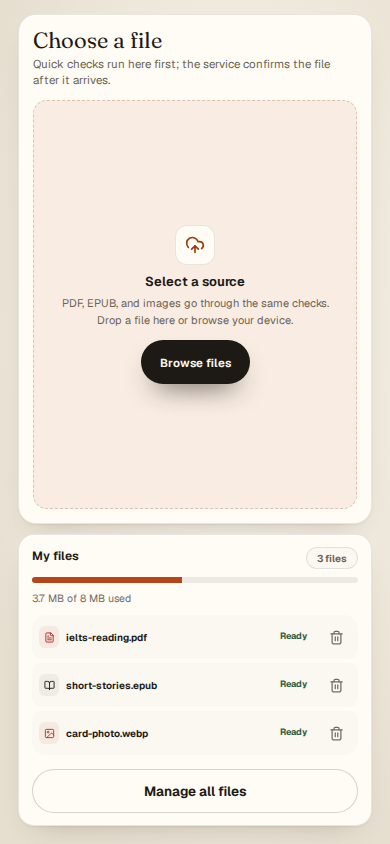 Choose a file
Quick checks run here first; the service confirms the file
after it arrives.
Select a source
PDF, EPUB, and images go through the same checks.
Drop a file here or browse your device.
Browse files
My files
3 files
3.7 MB of 8 MB used
ielts-reading.pdf
Ready
short-stories.epub
Ready
card-photo.webp
Ready
Manage all files